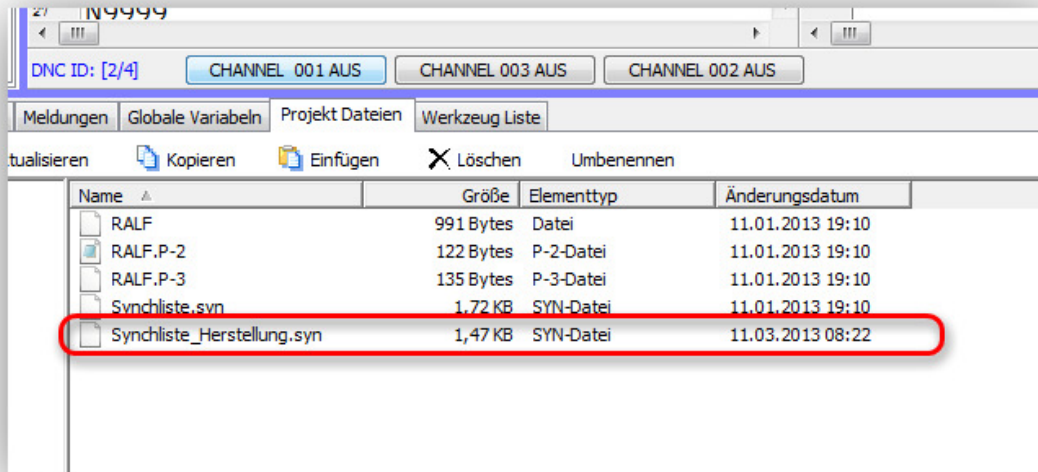 27 N9999
DNC ID: [2/4] CHANNEL 001 AUS CHANNEL 003 AUS CHANNEL 002 AUS
Meldungen Globale Variabeln Projekt Dateien Werkzeug Liste
tualisieren Kopieren Einfügen Löschen Umbenennen
Name Größe Elementtyp Änderungsdatum
RALF 991 Bytes Datei 11.01.2013 19:10
RALF.P-2 122 Bytes P-2-Datei 11.01.2013 19:10
RALF.P-3 135 Bytes P-3-Datei 11.01.2013 19:10
Synchliste.syn 1,72 KB SYN-Datei 11.01.2013 19:10
Synchliste_Herstellung.syn 1,47 KB SYN-Datei 11.03.2013 08:22